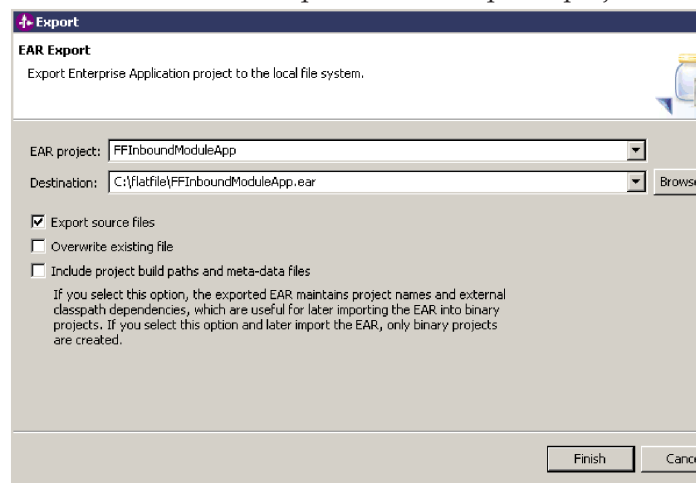 Export
EAR Export
Export Enterprise Application project to the local file system.
EAR project: FFInboundModuleApp
Destination: C:\flatfile\FFInboundModuleApp.ear
Browse
Export source files
Overwrite existing file
Include project build paths and meta-data files
If you select this option, the exported EAR maintains project names and external
classpath dependencies, which are useful for later importing the EAR into binary
projects. If you select this option and later import the EAR, only binary projects
are created.
Finish
Cance